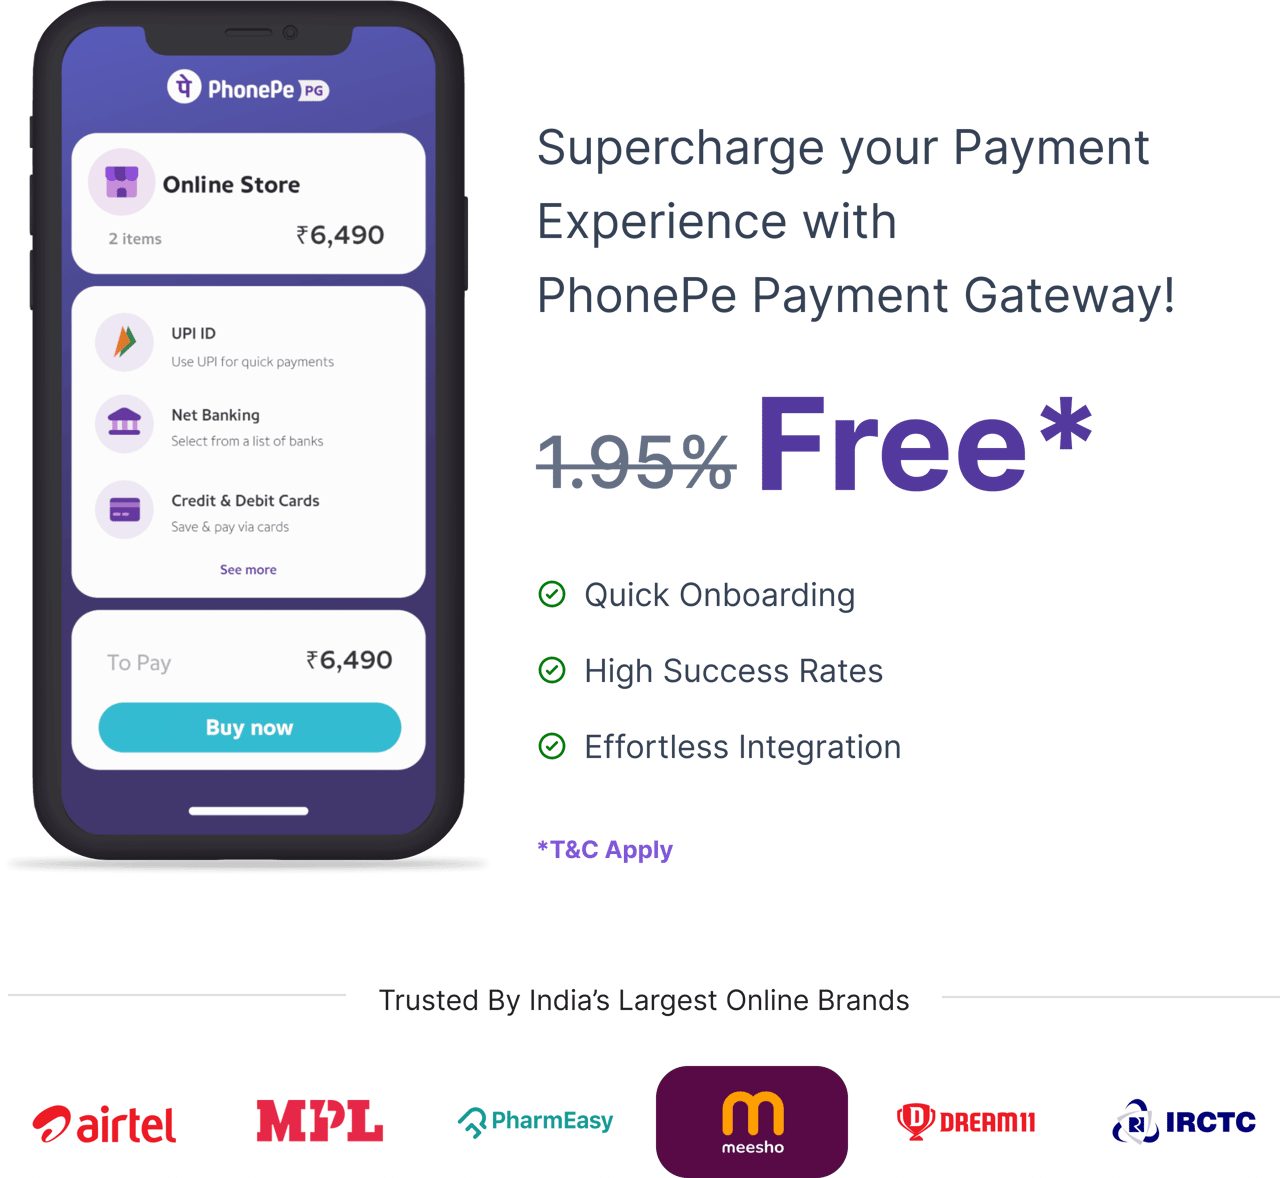 पे PhonePe PG
Online Store
2 items ₹6,490
UPI ID
Use UPI for quick payments
Net Banking
Select from a list of banks
Credit & Debit Cards
Save & pay via cards
See more
To Pay ₹6,490
Buy now
Supercharge your Payment
Experience with
PhonePe Payment Gateway!
1.95% Free*
Quick Onboarding
High Success Rates
Effortless Integration
*T&C Apply
Trusted By India’s Largest Online Brands
airtel
MPL
PharmEasy
m
meesho
D DREAM11
IRCTC